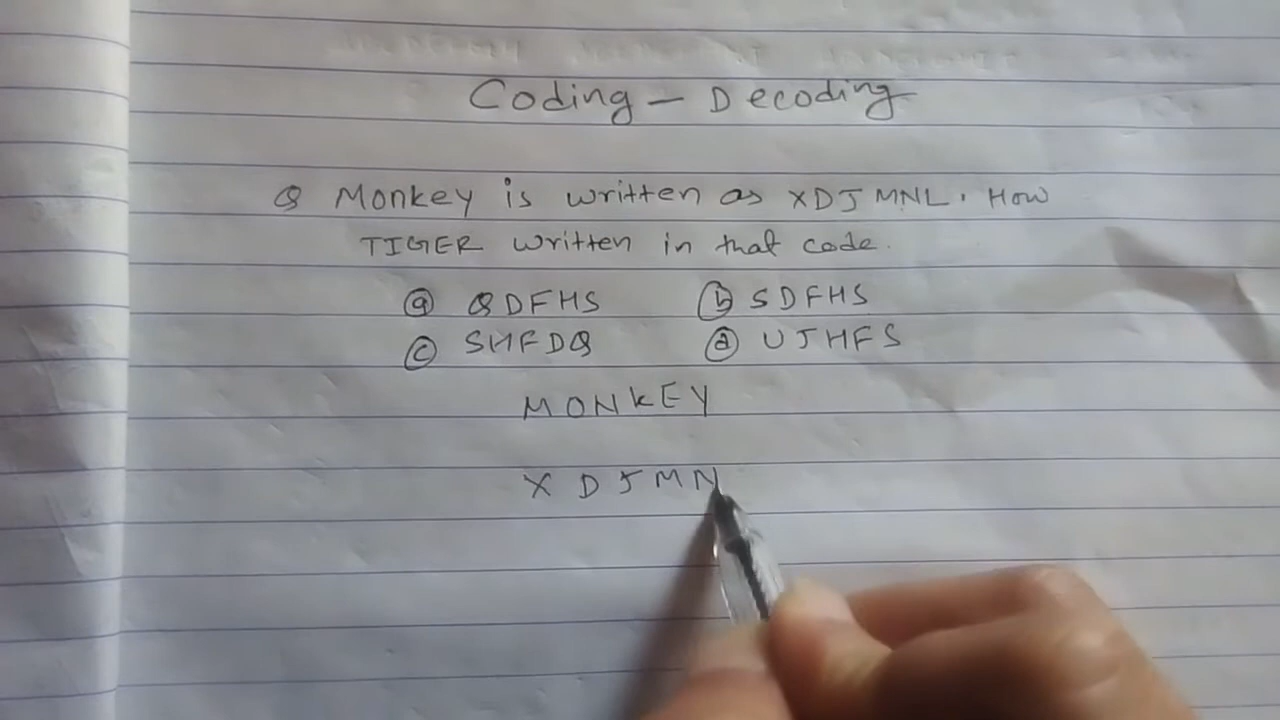 Coding - Decoding
Q Monkey is written as XDJMNL. How
TIGER written in that code.
(a) QDFHS (b) SDFHS
(c) SHFDQ (d) UJHFS
MONKEY
XDJMN